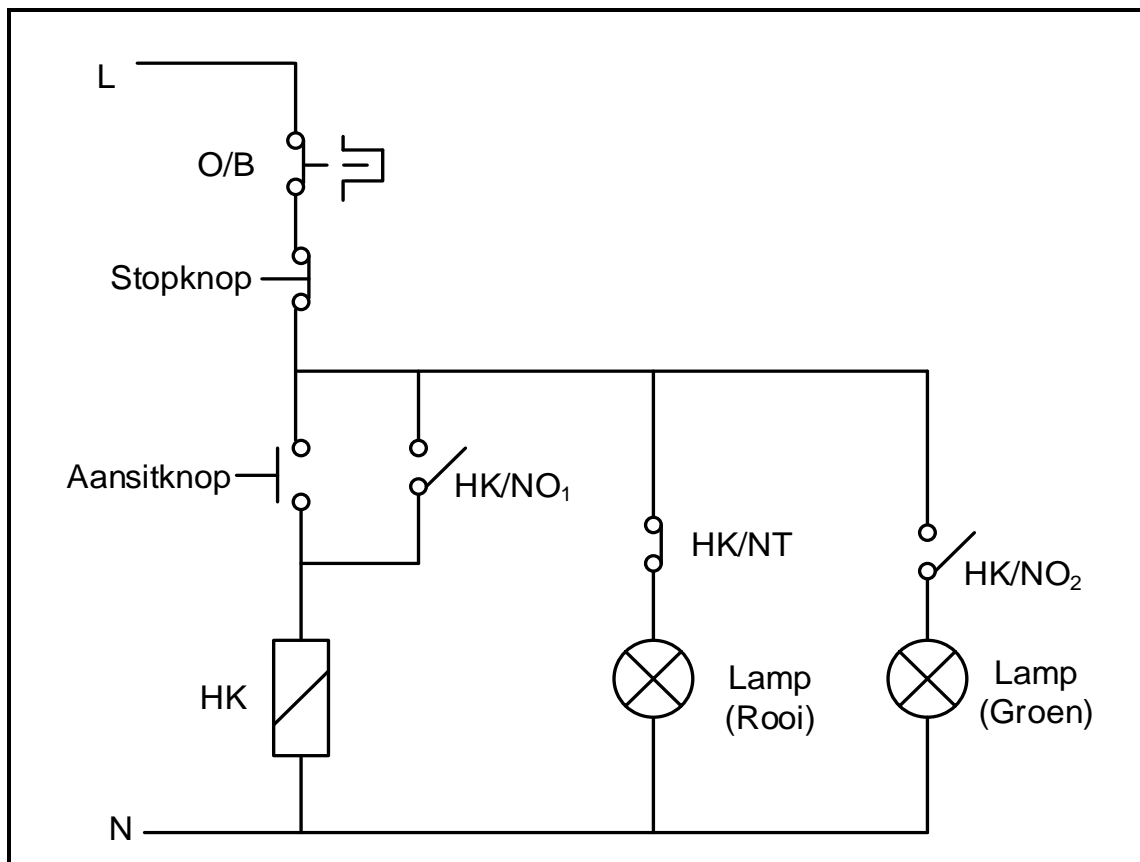 L
O/B
Stopknop
Aansitknop
HK/NO₁
HK/NT
HK/NO₂
HK
Lamp
(Rooi)
Lamp
(Groen)
N